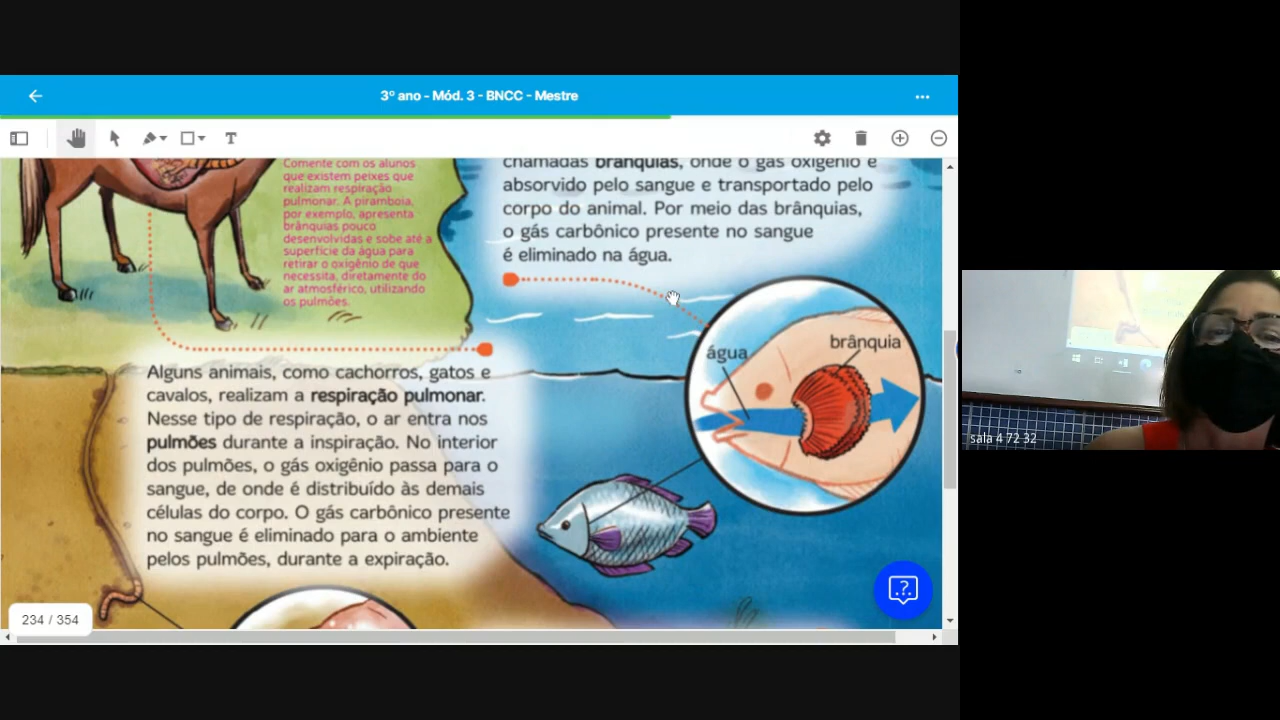 3º ano - Mód. 3 - BNCC - Mestre
T
Comente com os alunos
que existem peixes que
realizam respiração
pulmonar. A piramboia,
por exemplo, apresenta
brânquias pouco
desenvolvidas e sobe até a
superfície da água para
retirar o oxigênio de que
necessita, diretamente do
ar atmosférico, utilizando
os pulmões.
chamadas brânquias, onde o gás oxigênio é
absorvido pelo sangue e transportado pelo
corpo do animal. Por meio das brânquias,
o gás carbônico presente no sangue
é eliminado na água.
água
brânquia
Alguns animais, como cachorros, gatos e
cavalos, realizam a respiração pulmonar.
Nesse tipo de respiração, o ar entra nos
pulmões durante a inspiração. No interior
dos pulmões, o gás oxigênio passa para o
sangue, de onde é distribuído às demais
células do corpo. O gás carbônico presente
no sangue é eliminado para o ambiente
pelos pulmões, durante a expiração.
234 / 354
sala 4 72 32